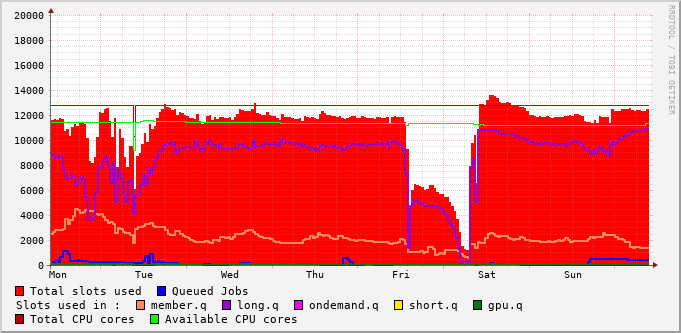 RRDTOOL / TOBI OETIKER
20000
18000
16000
14000
12000
10000
8000
6000
4000
2000
0
Mon Tue Wed Thu Fri Sat Sun
Total slots used Queued Jobs
Slots used in : member.q long.q ondemand.q short.q gpu.q
Total CPU cores Available CPU cores